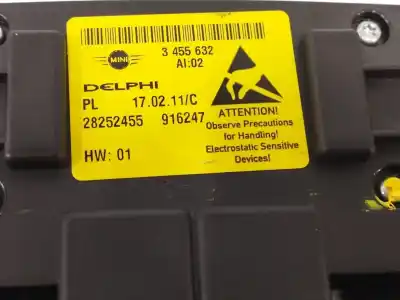 MINI
3 455 632
AI:02
DELPHI
PL 17.02.11/C
28252455 916247
HW: 01
ATTENTION!
Observe Precautions
for Handling!
Electrostatic Sensitive
Devices!